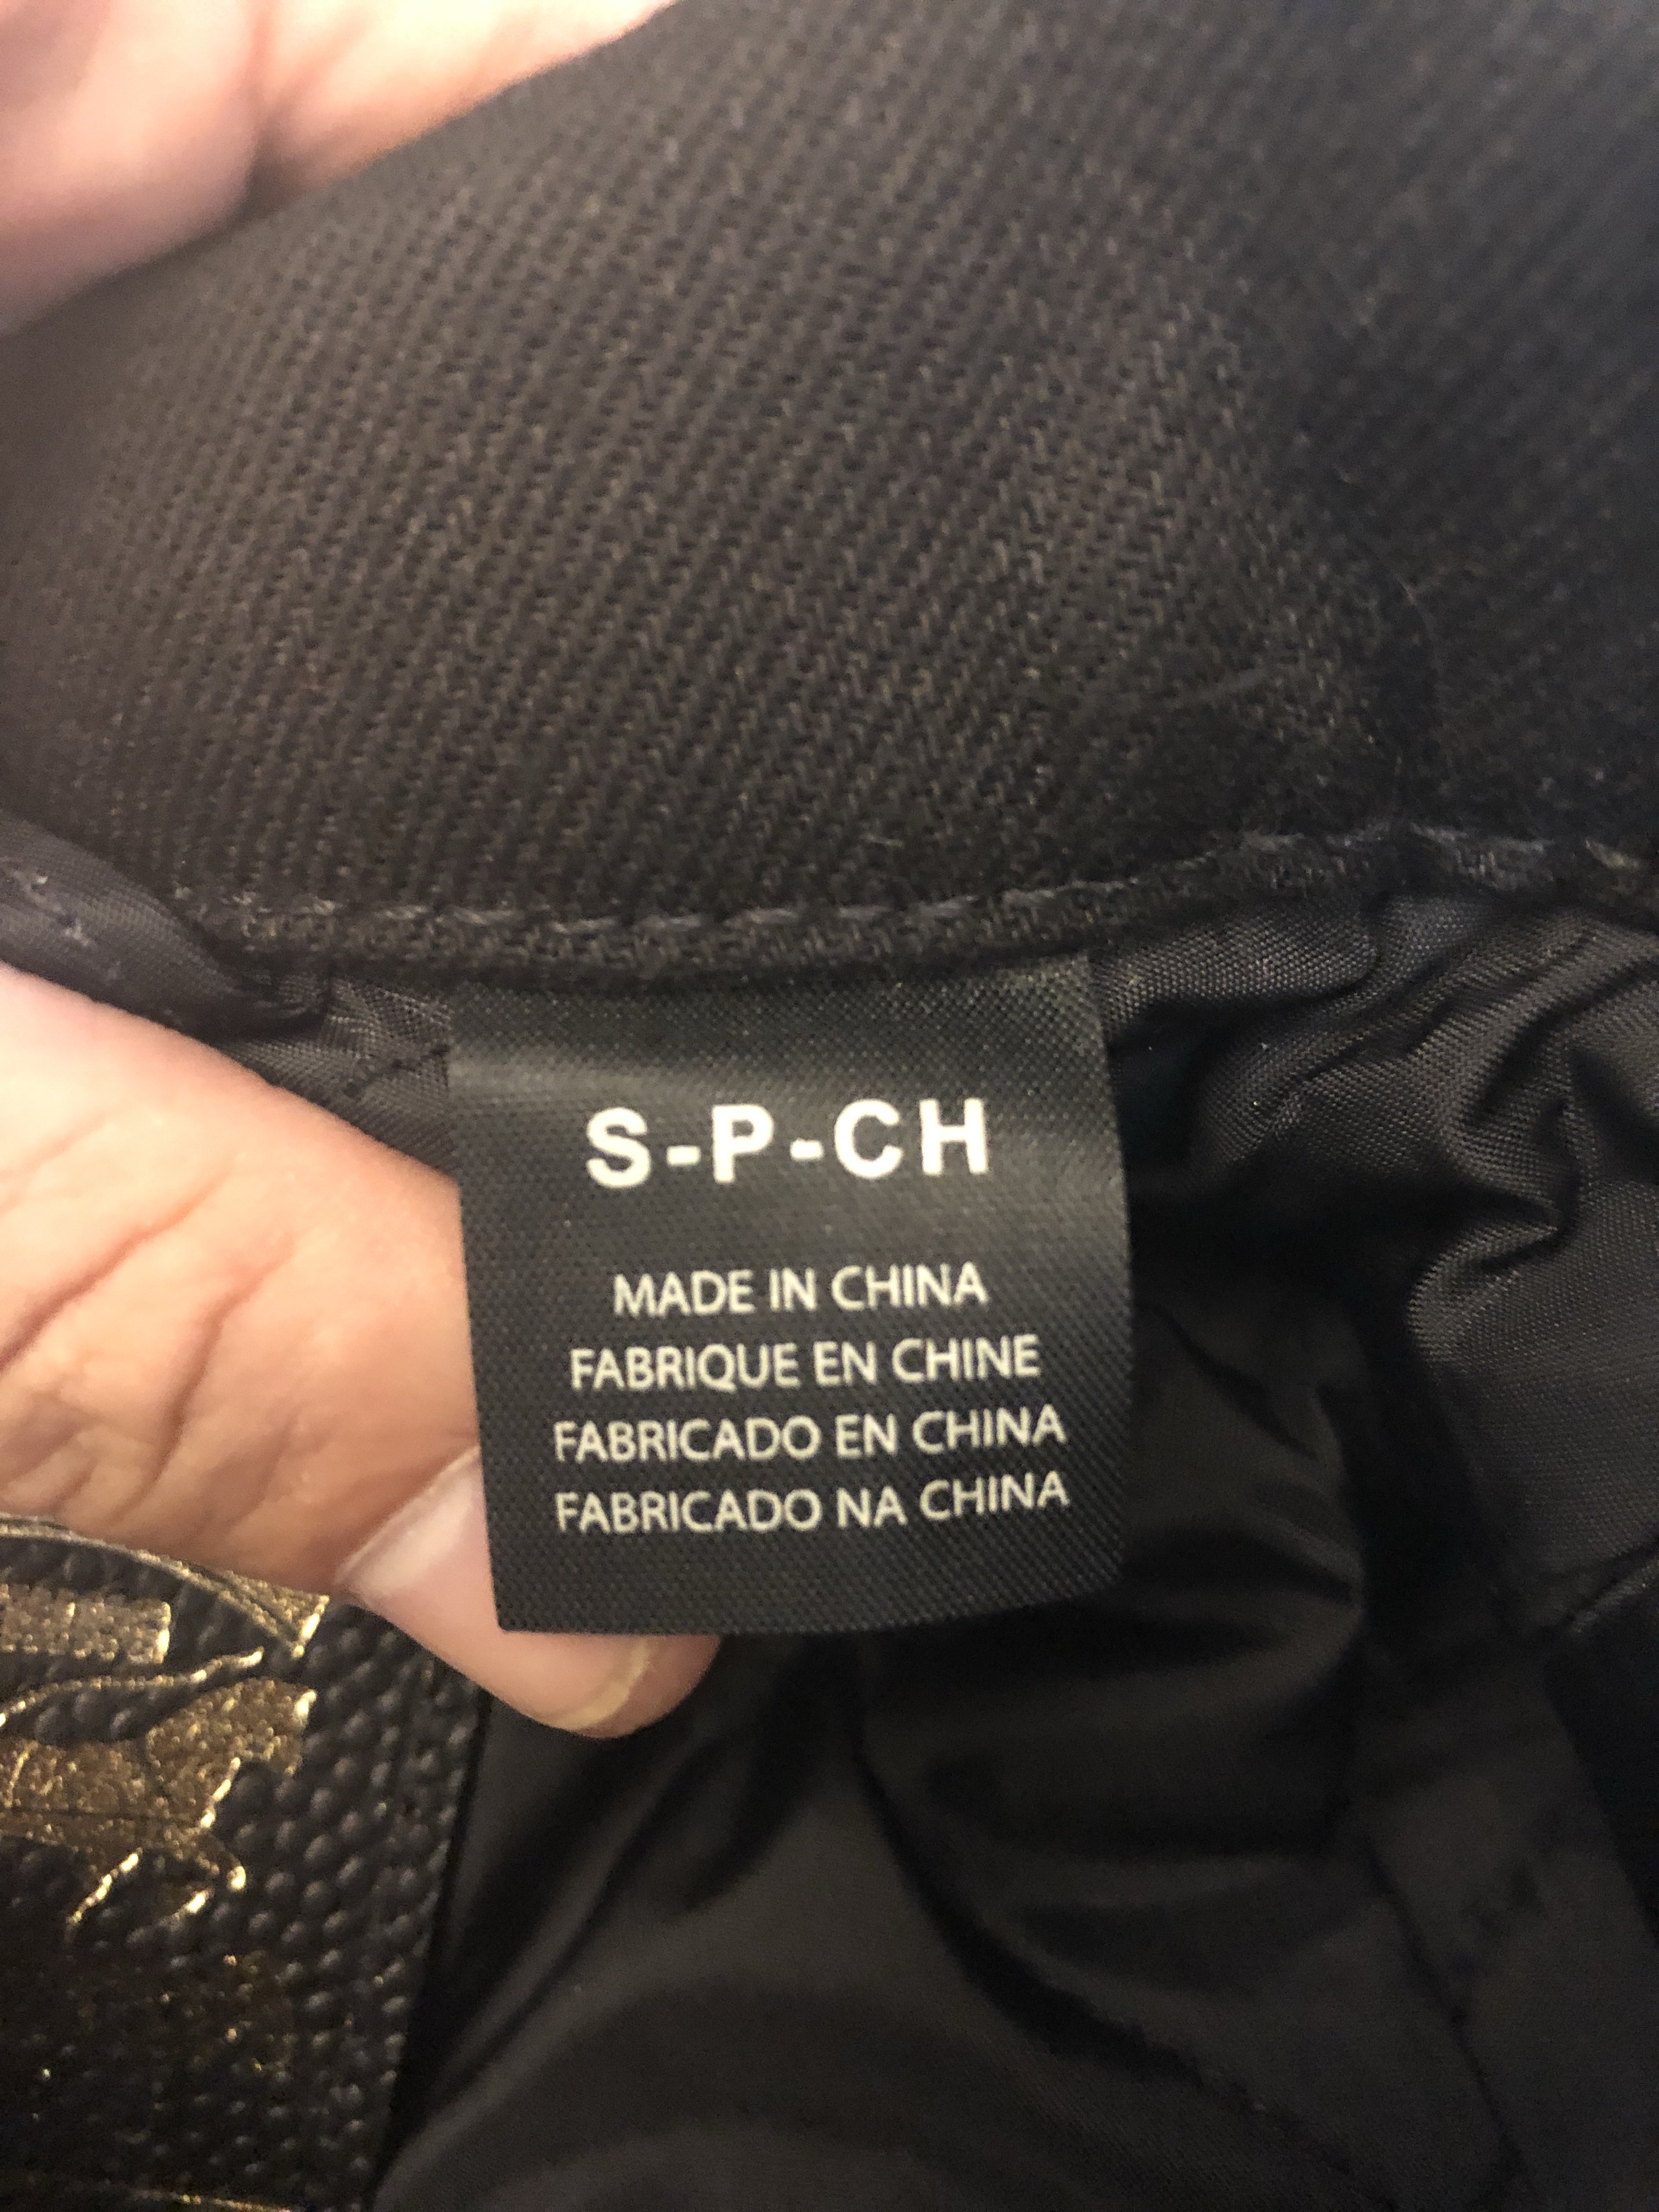 S-P-CH
MADE IN CHINA
FABRIQUE EN CHINE
FABRICADO EN CHINA
FABRICADO NA CHINA